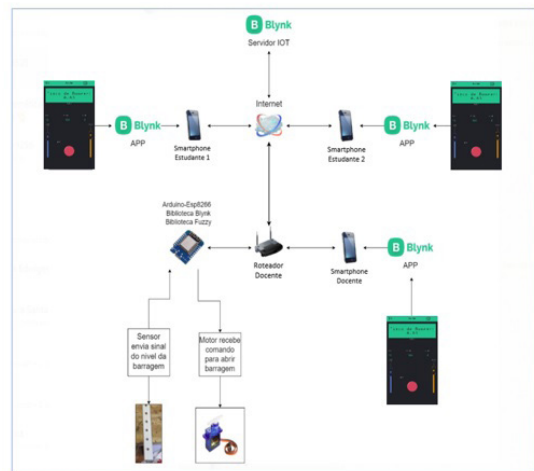 B Blynk
Servidor IOT
Internet
B Blynk
APP
Smartphone
Estudante 1
Smartphone
Estudante 2
B Blynk
APP
Arduino-Esp8266
Biblioteca Blynk
Biblioteca Fuzzy
Roteador
Docente
Smartphone
Docente
B Blynk
APP
Sensor
envia sinal
do nivel da
barragem
Motor recebe
comando
para abrir
barragem